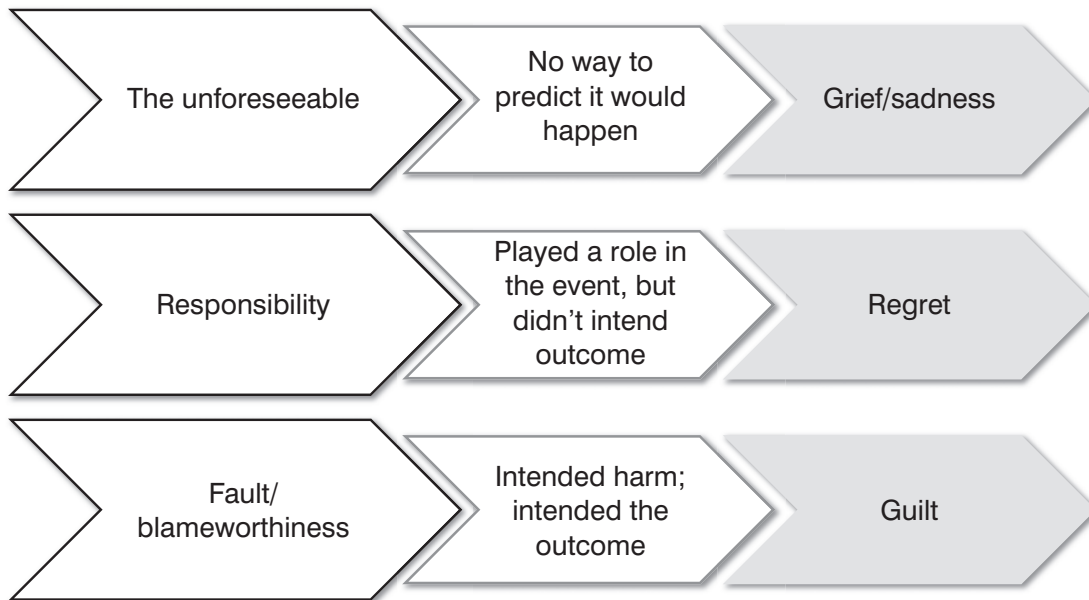 The unforeseeable
No way to
predict it would
happen
Grief/sadness
Responsibility
Played a role in
the event, but
didn’t intend
outcome
Regret
Fault/
blameworthiness
Intended harm;
intended the
outcome
Guilt